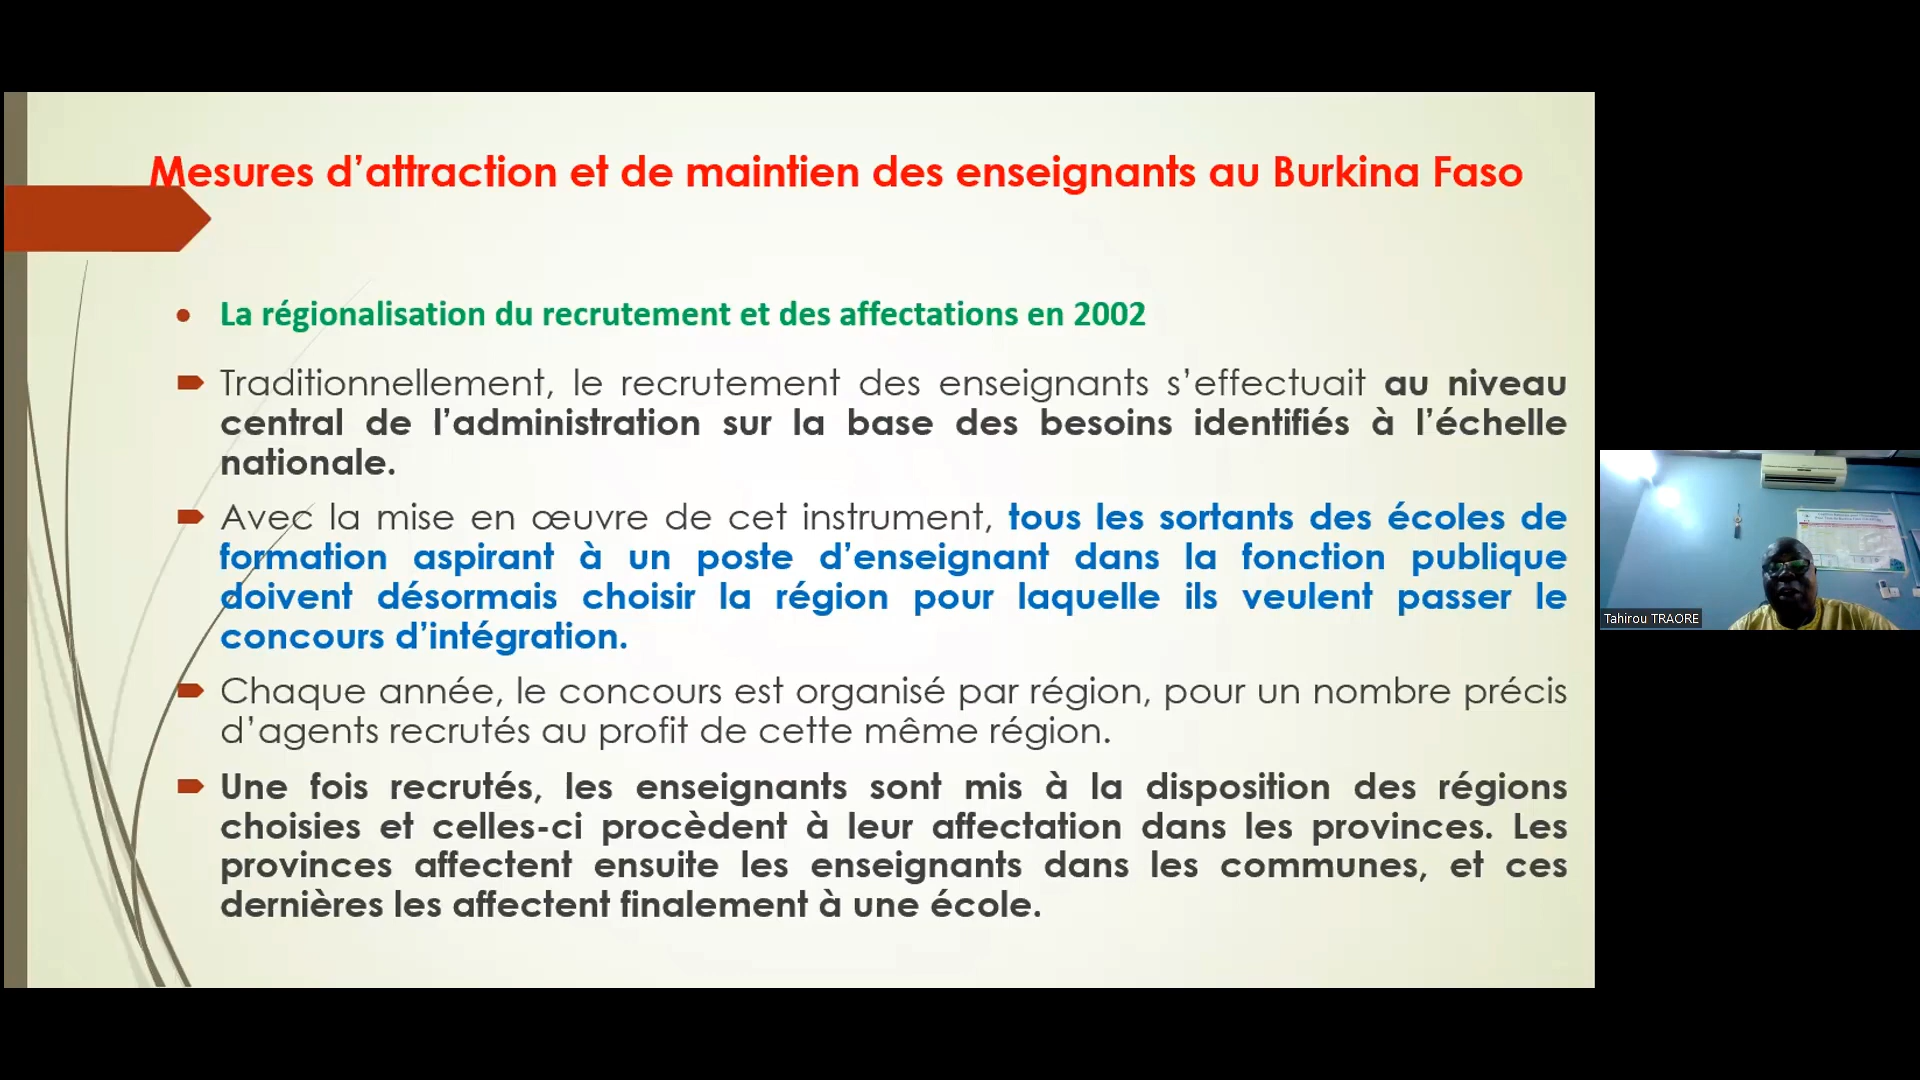 Mesures d’attraction et de maintien des enseignants au Burkina Faso
La régionalisation du recrutement et des affectations en 2002
Traditionnellement, le recrutement des enseignants s’effectuait au niveau
central de l’administration sur la base des besoins identifiés à l’échelle
nationale.
Avec la mise en œuvre de cet instrument, tous les sortants des écoles de
formation aspirant à un poste d’enseignant dans la fonction publique
doivent désormais choisir la région pour laquelle ils veulent passer le
concours d’intégration.
Chaque année, le concours est organisé par région, pour un nombre précis
d’agents recrutés au profit de cette même région.
Une fois recrutés, les enseignants sont mis à la disposition des régions
choisies et celles-ci procèdent à leur affectation dans les provinces. Les
provinces affectent ensuite les enseignants dans les communes, et ces
dernières les affectent finalement à une école.
Tahirou TRAORE